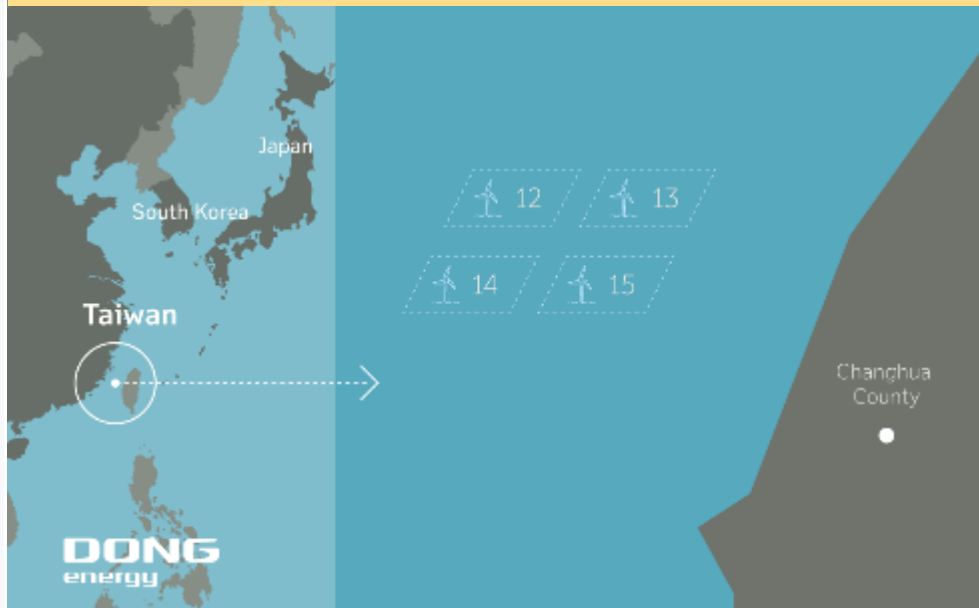 Japan
South Korea
Taiwan
DONG
energy
12
13
14
15
Changhua
County